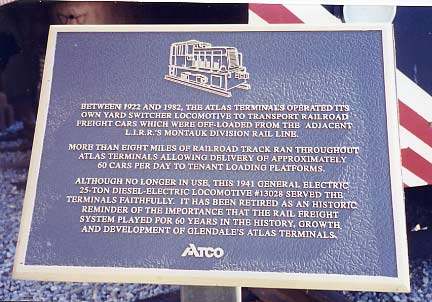 BETWEEN 1922 AND 1982, THE ATLAS TERMINALS OPERATED ITS
OWN YARD SWITCHER LOCOMOTIVE TO TRANSPORT RAILROAD
FREIGHT CARS WHICH WERE OFF-LOADED FROM THE ADJACENT
L.I.R.R.'S MONTAUK DIVISION RAIL LINE.
MORE THAN EIGHT MILES OF RAILROAD TRACK RAN THROUGHOUT
ATLAS TERMINALS ALLOWING DELIVERY OF APPROXIMATELY
60 CARS PER DAY TO TENANT LOADING PLATFORMS.
ALTHOUGH NO LONGER IN USE, THIS 1941 GENERAL ELECTRIC
25-TON DIESEL-ELECTRIC LOCOMOTIVE #13028 SERVED THE
TERMINALS FAITHFULLY. IT HAS BEEN RETIRED AS AN HISTORIC
REMINDER OF THE IMPORTANCE THAT THE RAIL FREIGHT
SYSTEM PLAYED FOR 60 YEARS IN THE HISTORY, GROWTH
AND DEVELOPMENT OF GLENDALE'S ATLAS TERMINALS.
ATCO